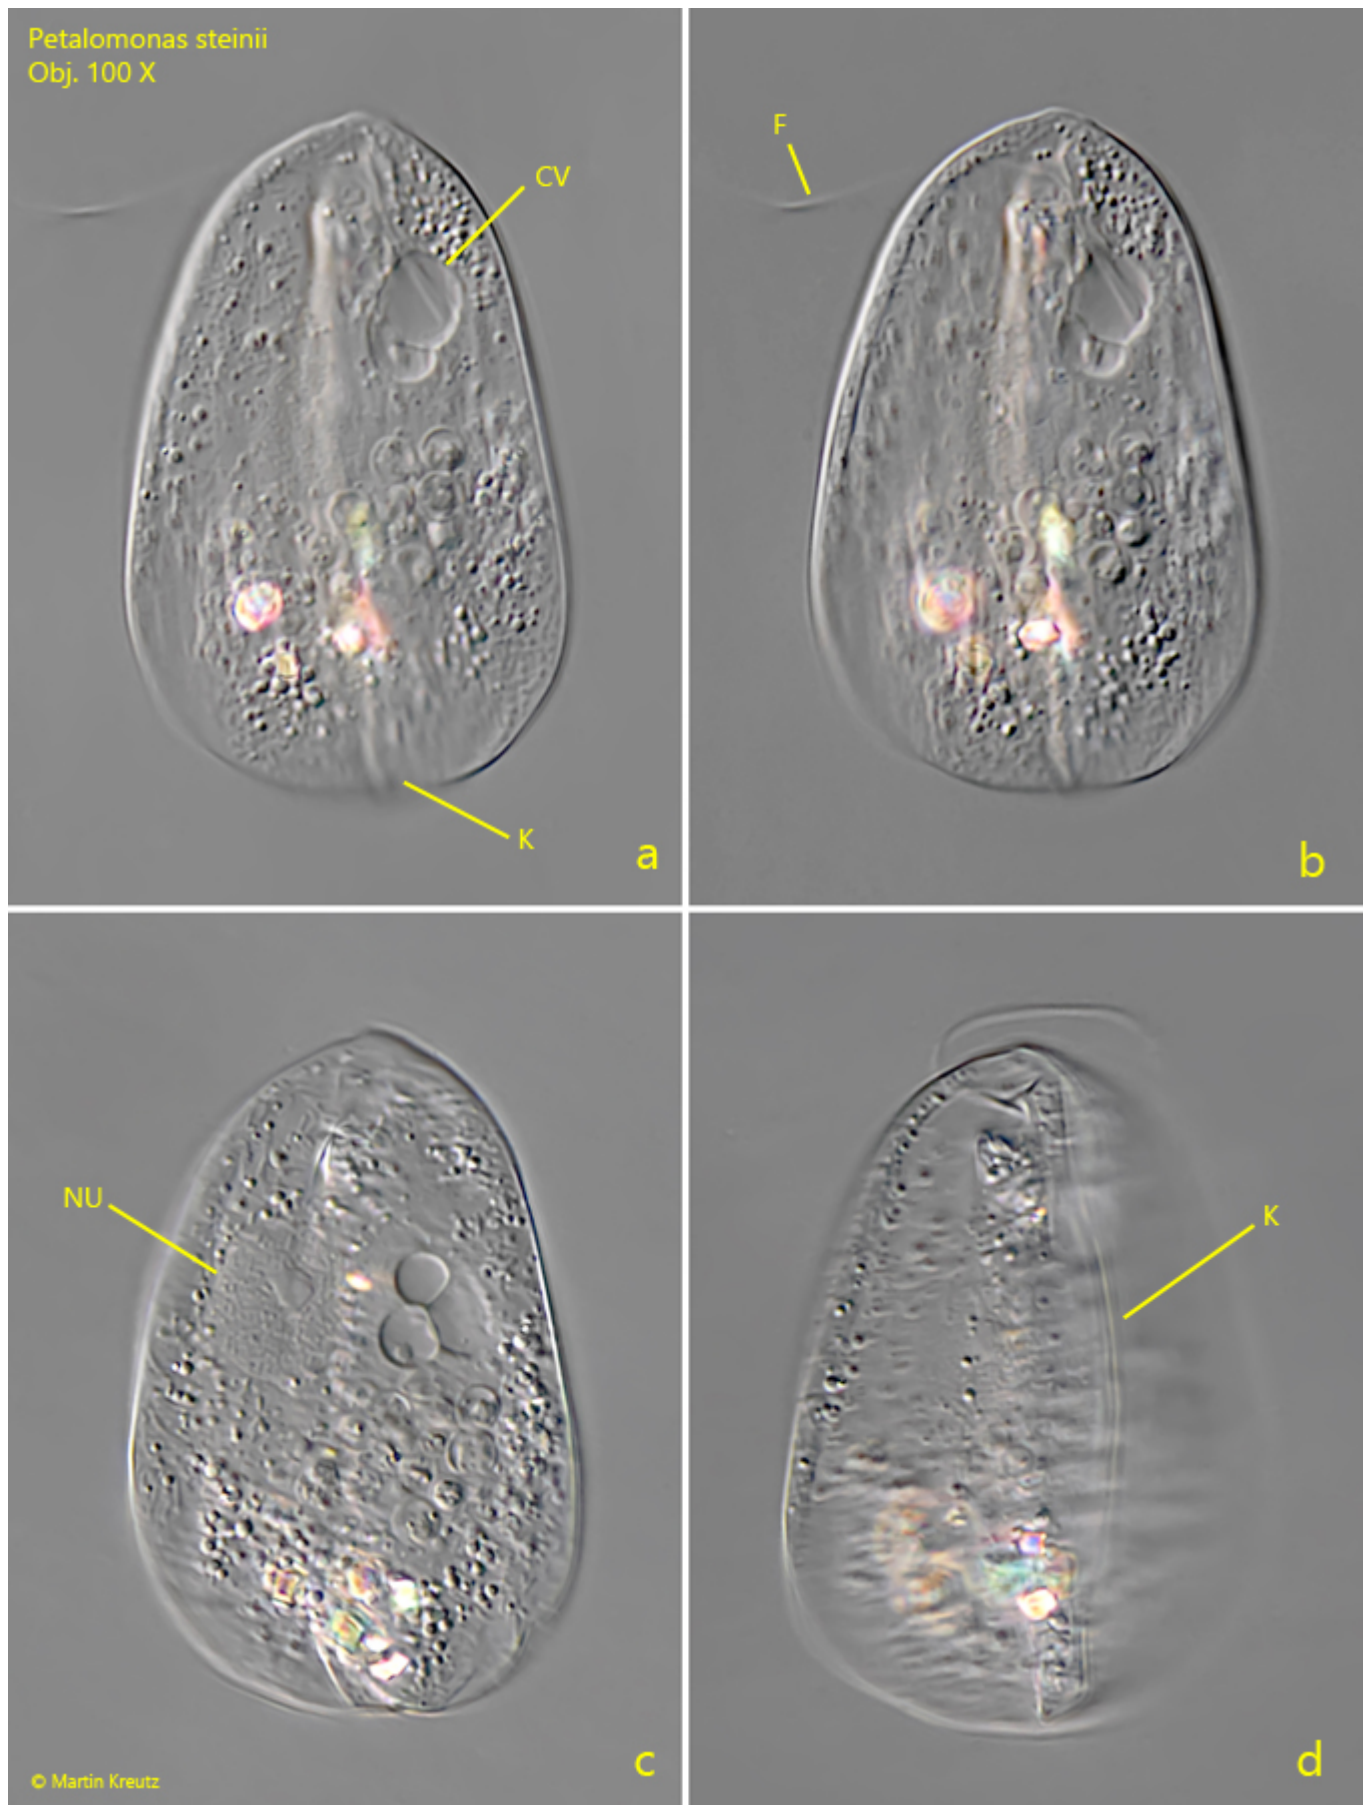 Petalomonas steinii
Obj. 100 X
CV
K
a
F
b
NU
c
© Martin Kreutz
K
d